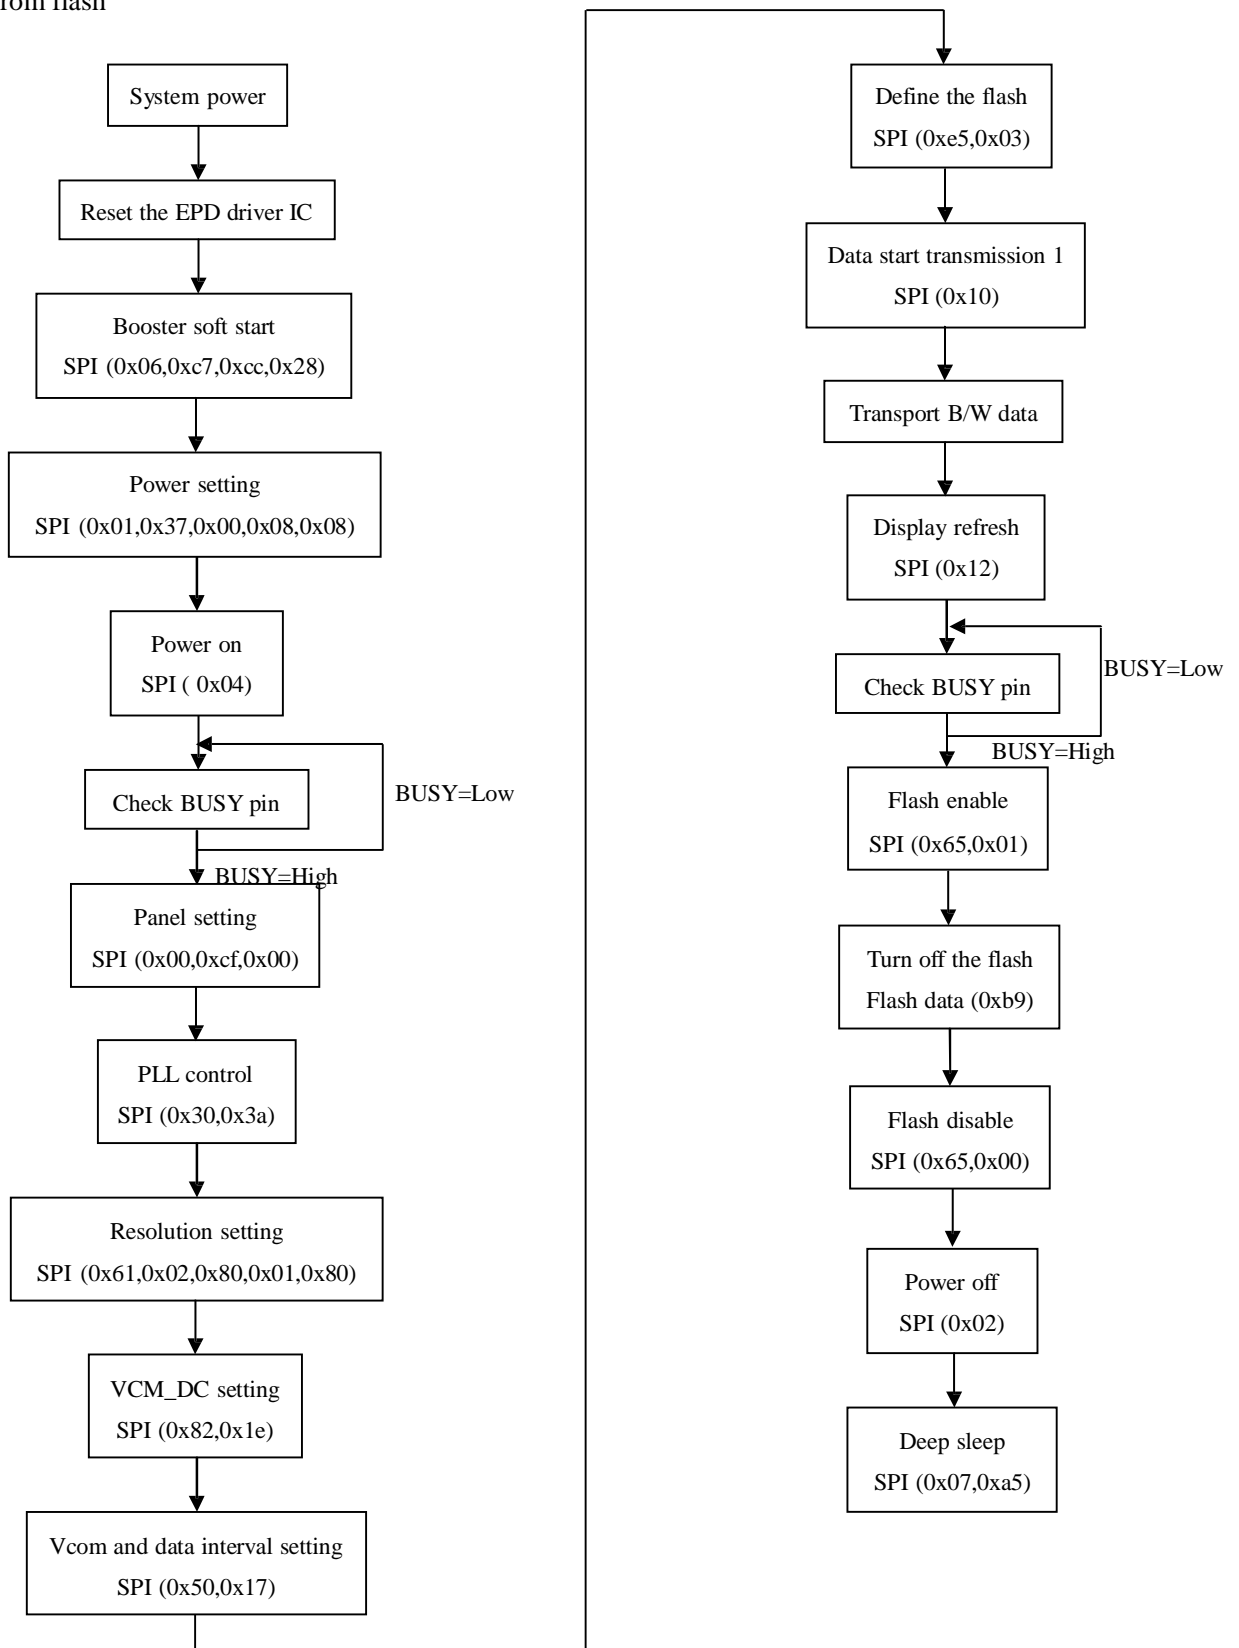 from flash
System power
Reset the EPD driver IC
Booster soft start
SPI (0x06,0xc7,0xcc,0x28)
Power setting
SPI (0x01,0x37,0x00,0x08,0x08)
Power on
SPI ( 0x04)
Check BUSY pin
BUSY=Low
BUSY=High
Panel setting
SPI (0x00,0xcf,0x00)
PLL control
SPI (0x30,0x3a)
Resolution setting
SPI (0x61,0x02,0x80,0x01,0x80)
VCM_DC setting
SPI (0x82,0x1e)
Vcom and data interval setting
SPI (0x50,0x17)
Define the flash
SPI (0xe5,0x03)
Data start transmission 1
SPI (0x10)
Transport B/W data
Display refresh
SPI (0x12)
Check BUSY pin
BUSY=Low
BUSY=High
Flash enable
SPI (0x65,0x01)
Turn off the flash
Flash data (0xb9)
Flash disable
SPI (0x65,0x00)
Power off
SPI (0x02)
Deep sleep
SPI (0x07,0xa5)